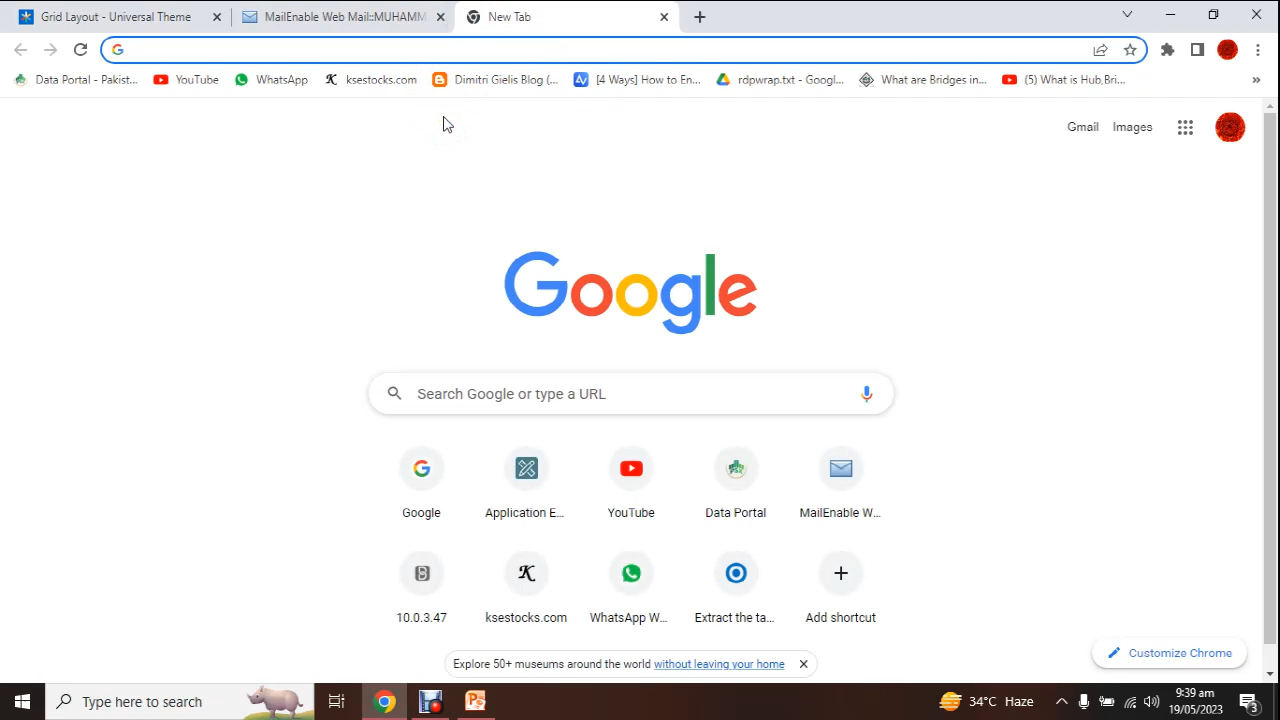 Grid Layout - Universal Theme
MailEnable Web Mail::MUHAMM
New Tab
Data Portal - Pakist...
YouTube
WhatsApp
ksestocks.com
Dimitri Gielis Blog (...
[4 Ways] How to En...
rdpwrap.txt - Googl...
What are Bridges in...
(5) What is Hub,Bri...
»
Gmail
Images
Google
Search Google or type a URL
Google
Application E...
YouTube
Data Portal
MailEnable W...
10.0.3.47
ksestocks.com
WhatsApp W...
Extract the ta...
Add shortcut
Explore 50+ museums around the world without leaving your home
Customize Chrome
Type here to search
34°C Haze
9:39 am
19/05/2023
3